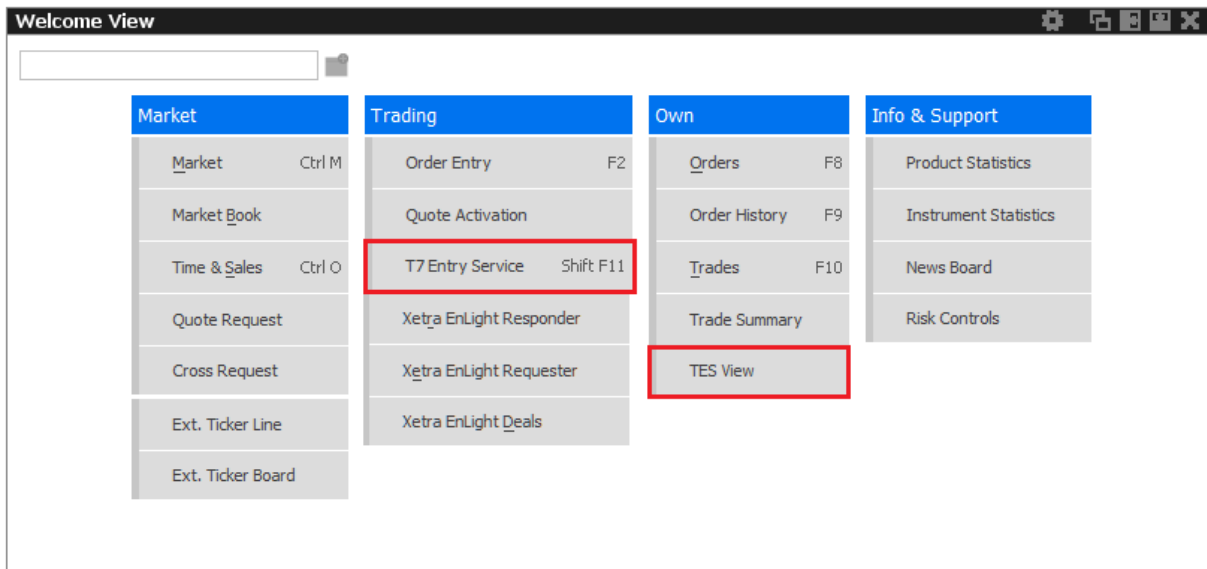 Welcome View
Market
Market Ctrl M
Market Book
Time & Sales Ctrl O
Quote Request
Cross Request
Ext. Ticker Line
Ext. Ticker Board
Trading
Order Entry F2
Quote Activation
T7 Entry Service Shift F11
Xetra EnLight Responder
Xetra EnLight Requester
Xetra EnLight Deals
Own
Orders F8
Order History F9
Trades F10
Trade Summary
TES View
Info & Support
Product Statistics
Instrument Statistics
News Board
Risk Controls